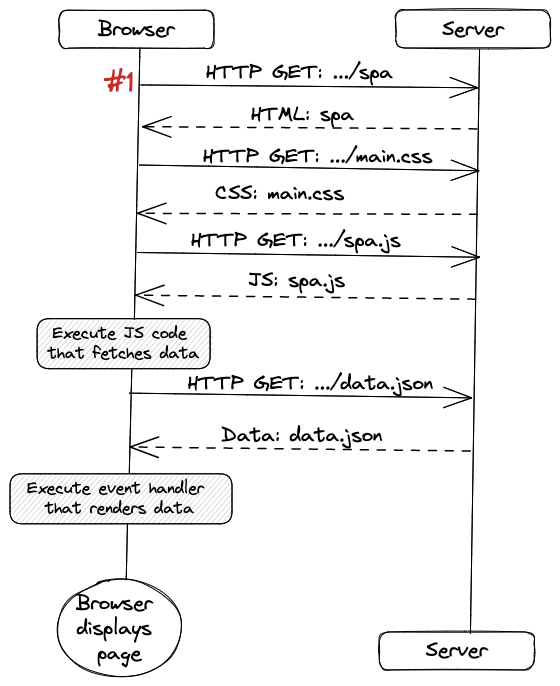 Browser
Server
#1
HTTP GET: .../spa
HTML: spa
HTTP GET: .../main.css
CSS: main.css
HTTP GET: .../spa.js
JS: spa.js
Execute JS code
that fetches data
HTTP GET: .../data.json
Data: data.json
Execute event handler
that renders data
Browser
displays
page
Server